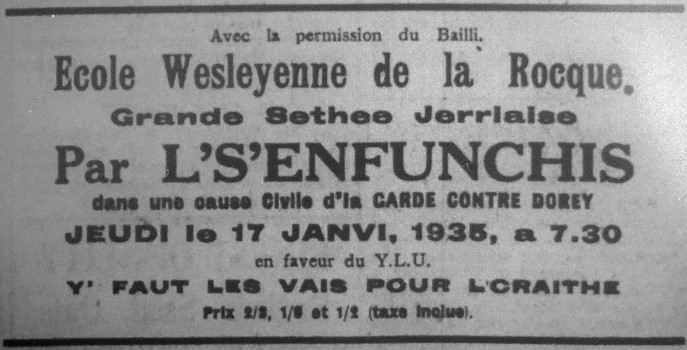 Avec la permission du Bailli.
Ecole Wesleyenne de la Rocque.
Grande Sethee Jerriaise
Par L'S'ENFUNCHIS
dans une cause Civile d'la GARDE CONTRE DOREY
JEUDI le 17 JANVI, 1935, a 7.30
en faveur du Y.L.U.
Y' FAUT LES VAIS POUR L'CRAITHE
Prix 2/3, 1/5 et 1/2 (taxe inclue).